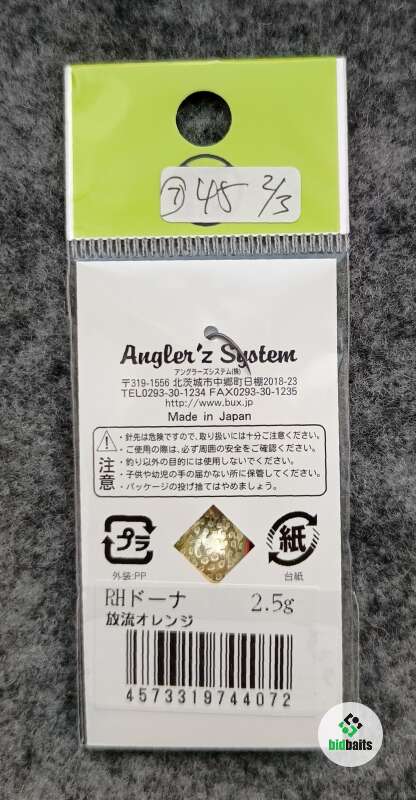 ⑦ 45 2/3
Angler'z System
アングラーズシステム(株)
〒319-1556 北茨城市中郷町日棚2018-23
TEL0293-30-1234 FAX0293-30-1235
http://www.bux.jp/
Made in Japan
注意
・針先は危険ですので、取り扱いには十分ご注意ください。
・ご使用の際は、必ず周囲の安全をご確認ください。
・釣り以外の目的には使用しないでください。
・子供や幼児の手の届かない所に保管してください。
・パッケージの投げ捨てはやめましょう。
プラ
紙
外装:PP
台紙
RHドーナ 2.5g
放流オレンジ
4573319744072
bidbaits